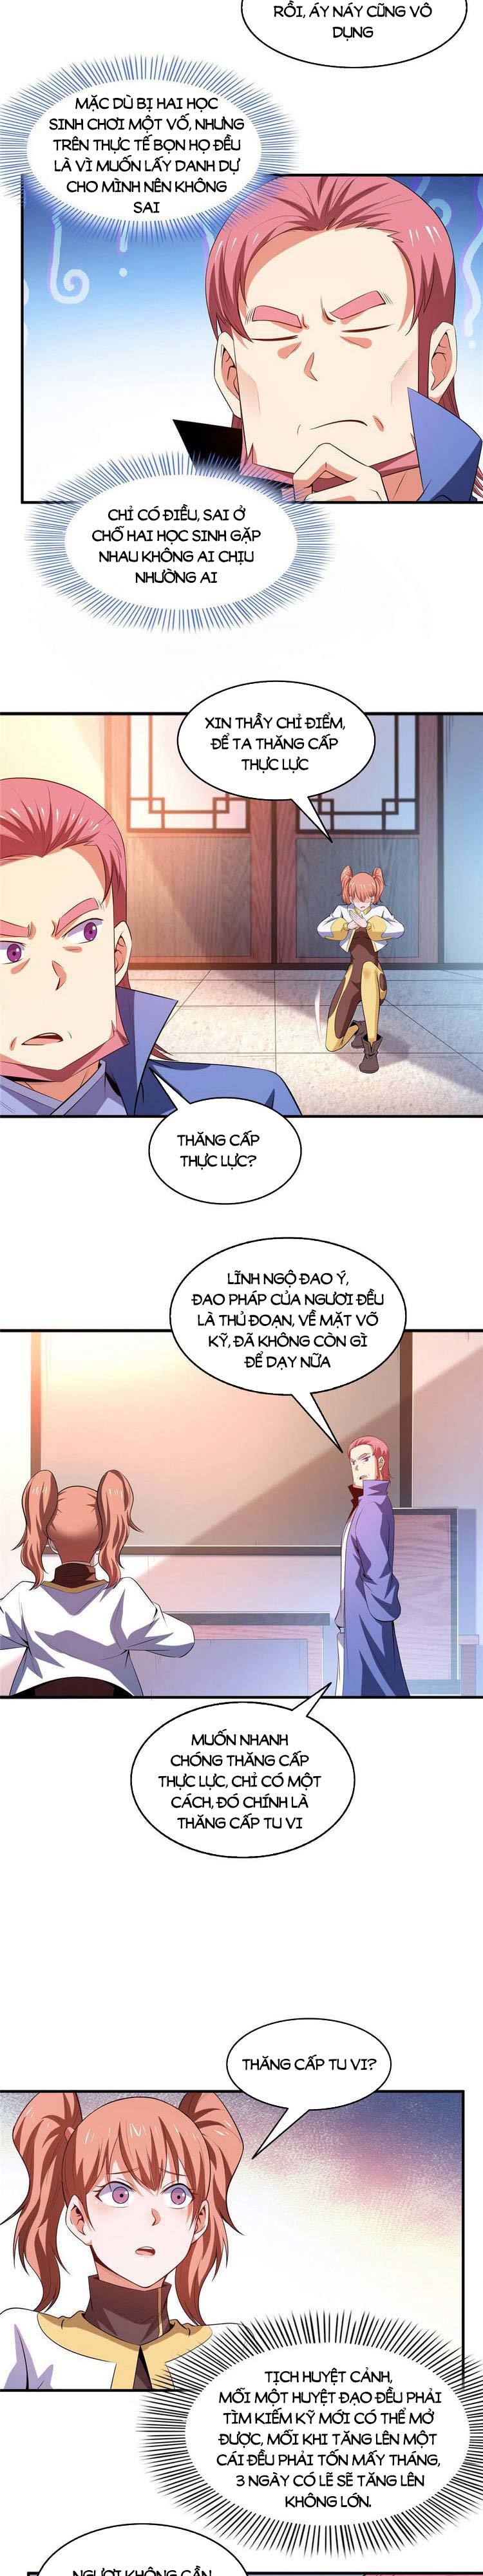 RỒI, ÁY NÁY CŨNG VÔ
DỤNG
MẶC DÙ BỊ HAI HỌC
SINH CHƠI MỘT VỐ, NHƯNG
TRÊN THỰC TẾ BỌN HỌ ĐỀU
LÀ VÌ MUỐN LẤY DANH DỰ
CHO MÌNH NÊN KHÔNG
SAI
CHỈ CÓ ĐIỀU, SAI Ở
CHỖ HAI HỌC SINH GẶP
NHAU KHÔNG AI CHỊU
NHƯỜNG AI
XIN THẦY CHỈ ĐIỂM,
ĐỂ TA THĂNG CẤP
THỰC LỰC
THĂNG CẤP
THỰC LỰC?
LĨNH NGỘ ĐAO Ý,
ĐAO PHÁP CỦA NGƯƠI ĐỀU
LÀ THỦ ĐOẠN, VỀ MẶT VÕ
KỸ, ĐÃ KHÔNG CÒN GÌ
ĐỂ DẠY NỮA
MUỐN NHANH
CHÓNG THĂNG CẤP
THỰC LỰC, CHỈ CÓ MỘT
CÁCH, ĐÓ CHÍNH LÀ
THĂNG CẤP TU VI
THĂNG CẤP TU VI?
TỊCH HUYỆT CẢNH,
MỖI MỘT HUYỆT ĐẠO ĐỀU PHẢI
TÌM KIẾM KỸ MỚI CÓ THỂ MỞ
ĐƯỢC, MỖI KHI TĂNG LÊN MỘT
CÁI ĐỀU PHẢI TỐN MẤY THÁNG,
3 NGÀY CÓ LẼ SẼ TĂNG LÊN
KHÔNG LỚN.
NGƯƠI KHÔNG CẦN